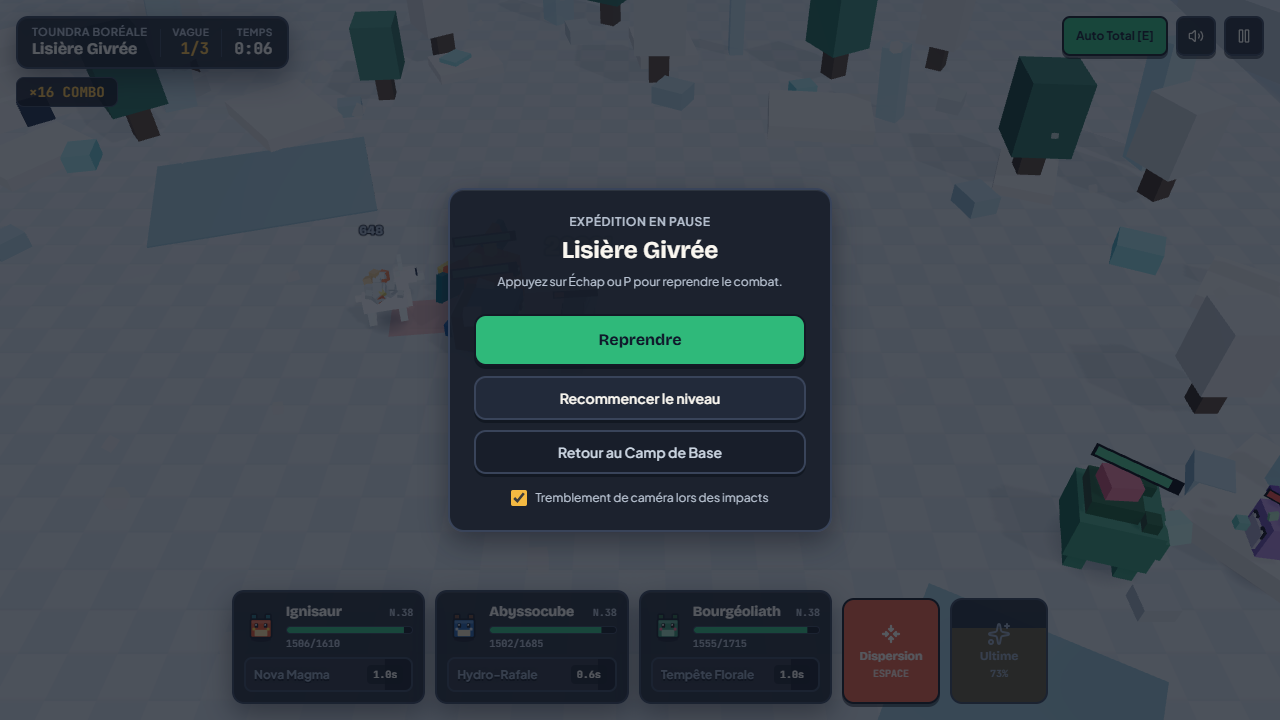 TOUNDRA BORÉALE
Lisière Givrée
VAGUE
1/3
TEMPS
0:06
Auto Total [E]
×16 COMBO
648
EXPÉDITION EN PAUSE
Lisière Givrée
Appuyez sur Échap ou P pour reprendre le combat.
Reprendre
Recommencer le niveau
Retour au Camp de Base
Tremblement de caméra lors des impacts
Ignisaur N.38
1506/1610
Nova Magma 1.0s
Abyssocube N.38
1502/1685
Hydro-Rafale 0.6s
Bourgéoliath N.38
1555/1715
Tempête Florale 1.0s
Dispersion
ESPACE
Ultime
73%